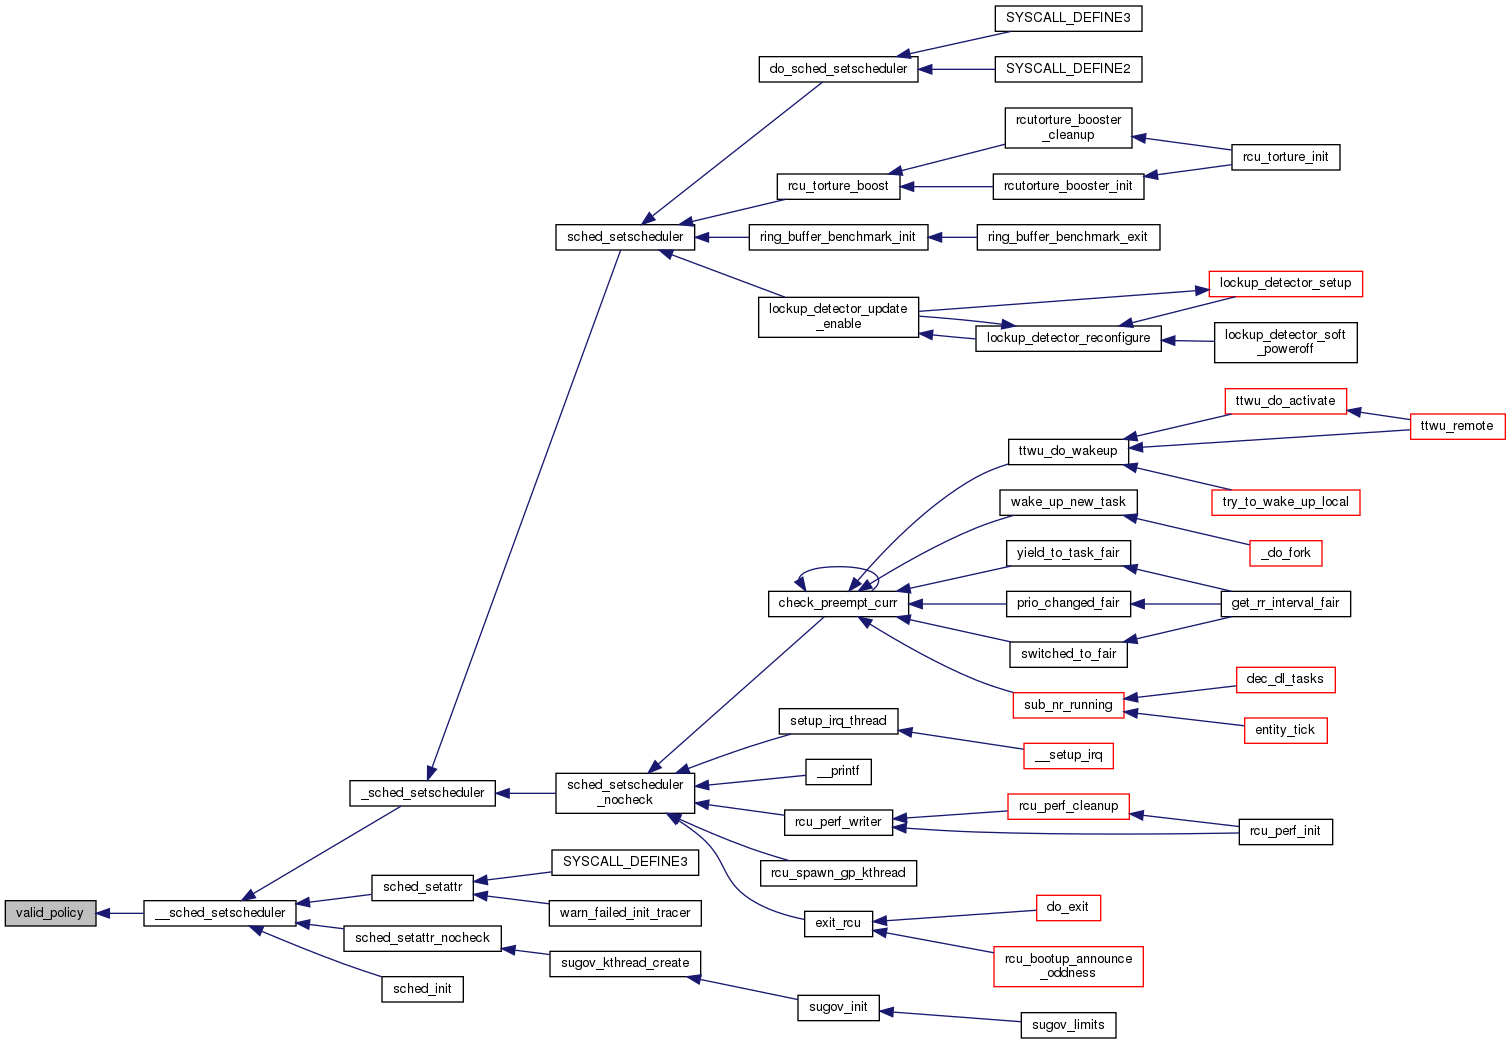 SYSCALL_DEFINE3
do_sched_setscheduler
SYSCALL_DEFINE2
rcutorture_booster
_cleanup
rcu_torture_init
rcu_torture_boost
rcutorture_booster_init
sched_setscheduler
ring_buffer_benchmark_init
ring_buffer_benchmark_exit
lockup_detector_setup
lockup_detector_update
_enable
lockup_detector_reconfigure
lockup_detector_soft
_poweroff
ttwu_do_activate
ttwu_remote
ttwu_do_wakeup
try_to_wake_up_local
wake_up_new_task
_do_fork
yield_to_task_fair
check_preempt_curr
prio_changed_fair
get_rr_interval_fair
switched_to_fair
dec_dl_tasks
sub_nr_running
entity_tick
setup_irq_thread
__setup_irq
sched_setscheduler
_nocheck
__printf
_sched_setscheduler
rcu_perf_cleanup
rcu_perf_writer
rcu_perf_init
SYSCALL_DEFINE3
rcu_spawn_gp_kthread
sched_setattr
valid_policy
__sched_setscheduler
warn_failed_init_tracer
exit_rcu
do_exit
sched_setattr_nocheck
rcu_bootup_announce
_oddness
sugov_kthread_create
sched_init
sugov_init
sugov_limits